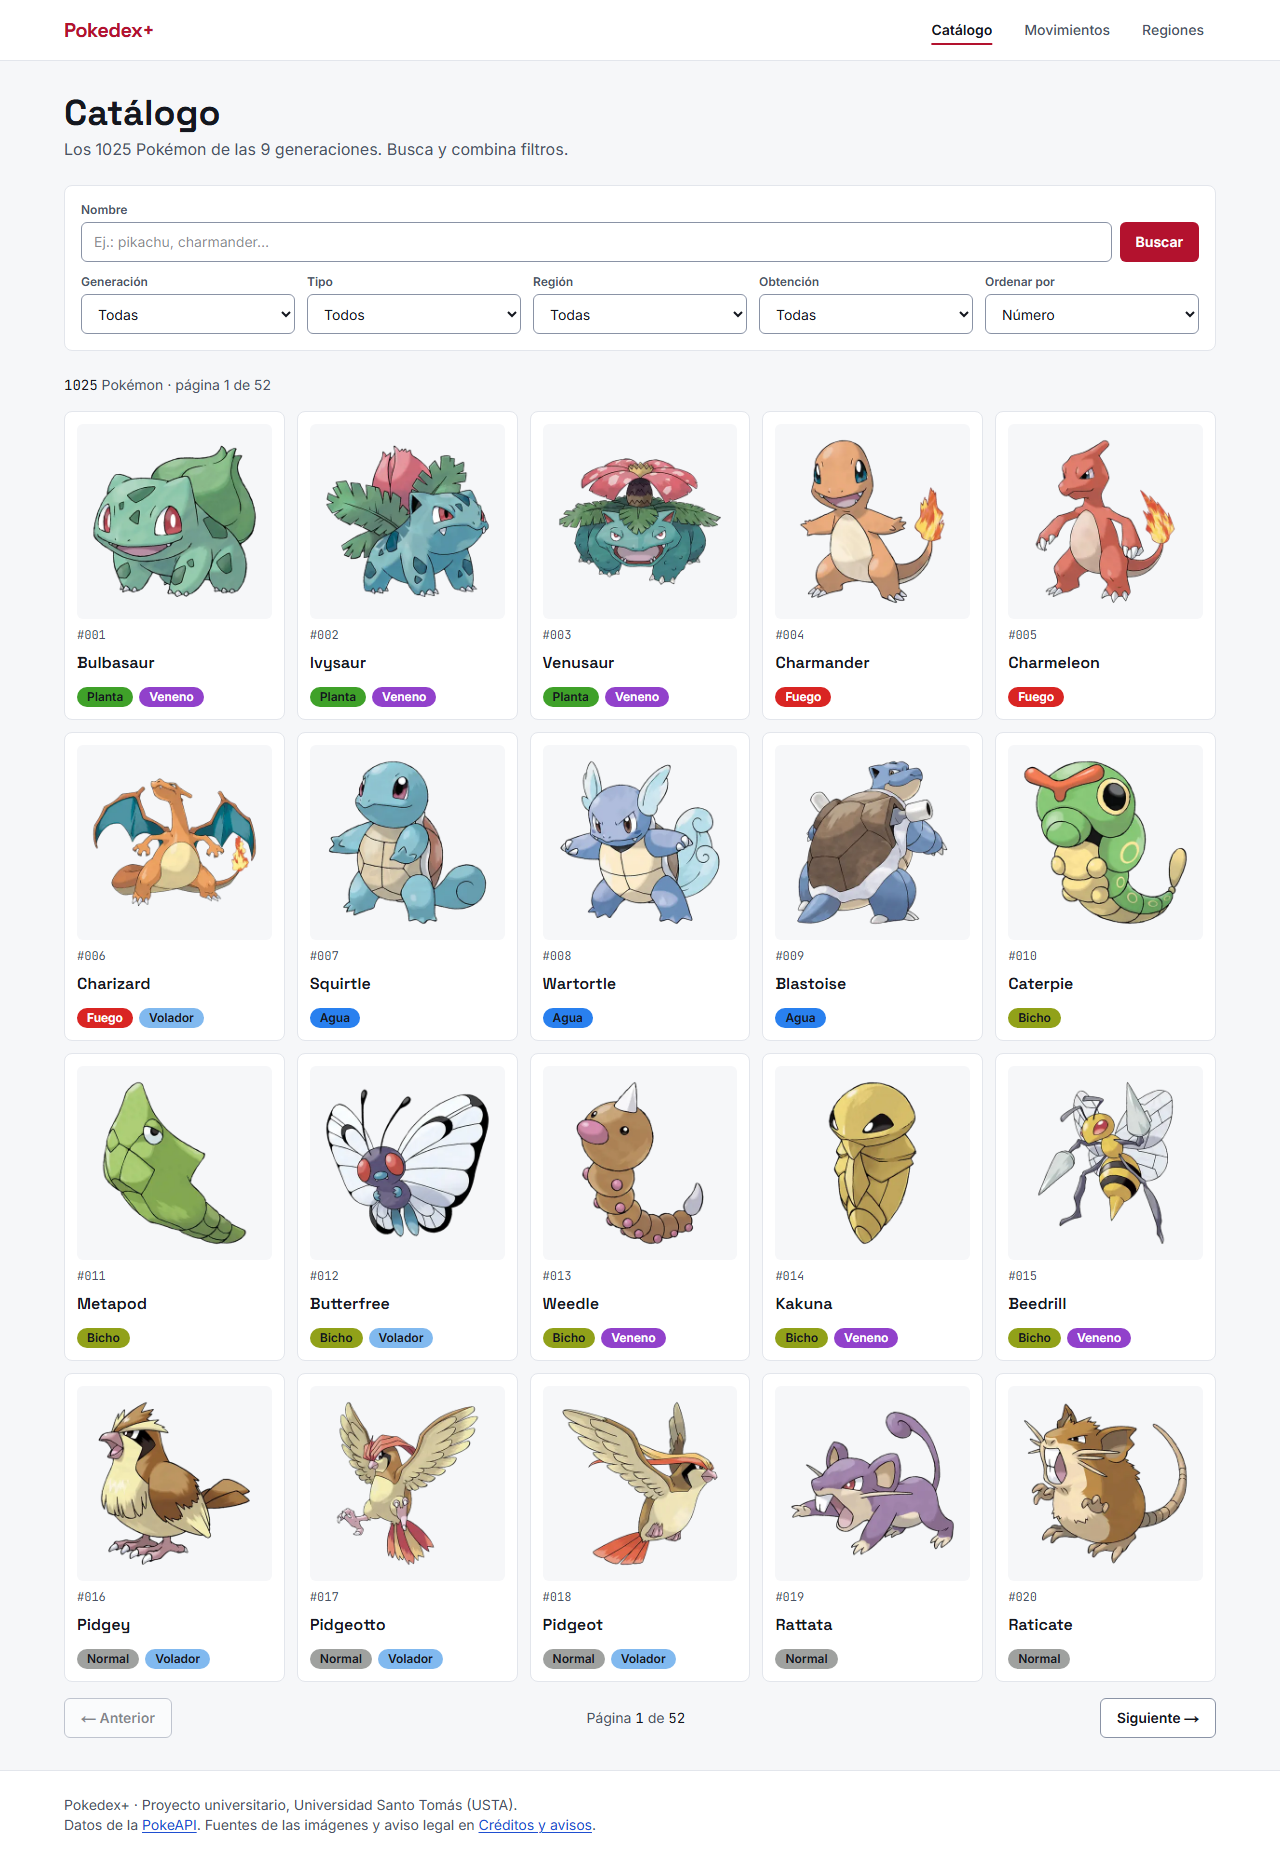 Pokedex+
Catálogo Movimientos Regiones
Catálogo
Los 1025 Pokémon de las 9 generaciones. Busca y combina filtros.
Nombre
Ej.: pikachu, charmander... Buscar
Generación Tipo Región Obtención Ordenar por
Todas Todos Todas Todas Número
1025 Pokémon · página 1 de 52
#001 #002 #003 #004 #005
Bulbasaur Ivysaur Venusaur Charmander Charmeleon
Planta Veneno Planta Veneno Planta Veneno Fuego Fuego
#006 #007 #008 #009 #010
Charizard Squirtle Wartortle Blastoise Caterpie
Fuego Volador Agua Agua Agua Bicho
#011 #012 #013 #014 #015
Metapod Butterfree Weedle Kakuna Beedrill
Bicho Bicho Volador Bicho Veneno Bicho Veneno Bicho Veneno
#016 #017 #018 #019 #020
Pidgey Pidgeotto Pidgeot Rattata Raticate
Normal Volador Normal Volador Normal Volador Normal Normal
← Anterior Página 1 de 52 Siguiente →
Pokedex+ · Proyecto universitario, Universidad Santo Tomás (USTA).
Datos de la PokeAPI. Fuentes de las imágenes y aviso legal en Créditos y avisos.